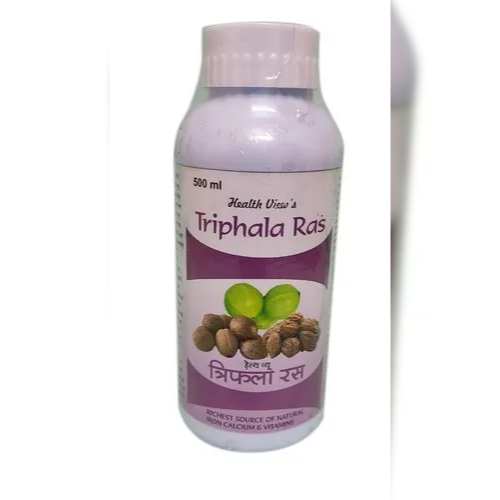 500 ml
Health View's
Triphala Ras
हेल्थ व्यू
त्रिफला रस
RICHEST SOURCE OF NATURAL
IRON CALCIUM & VITAMINS